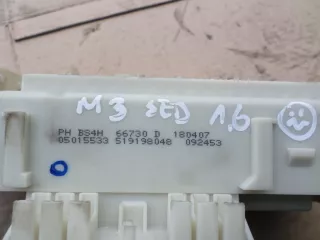 M3 SED 1,6
PH BS4H 66730 D 180407
05015533 519198048 092453